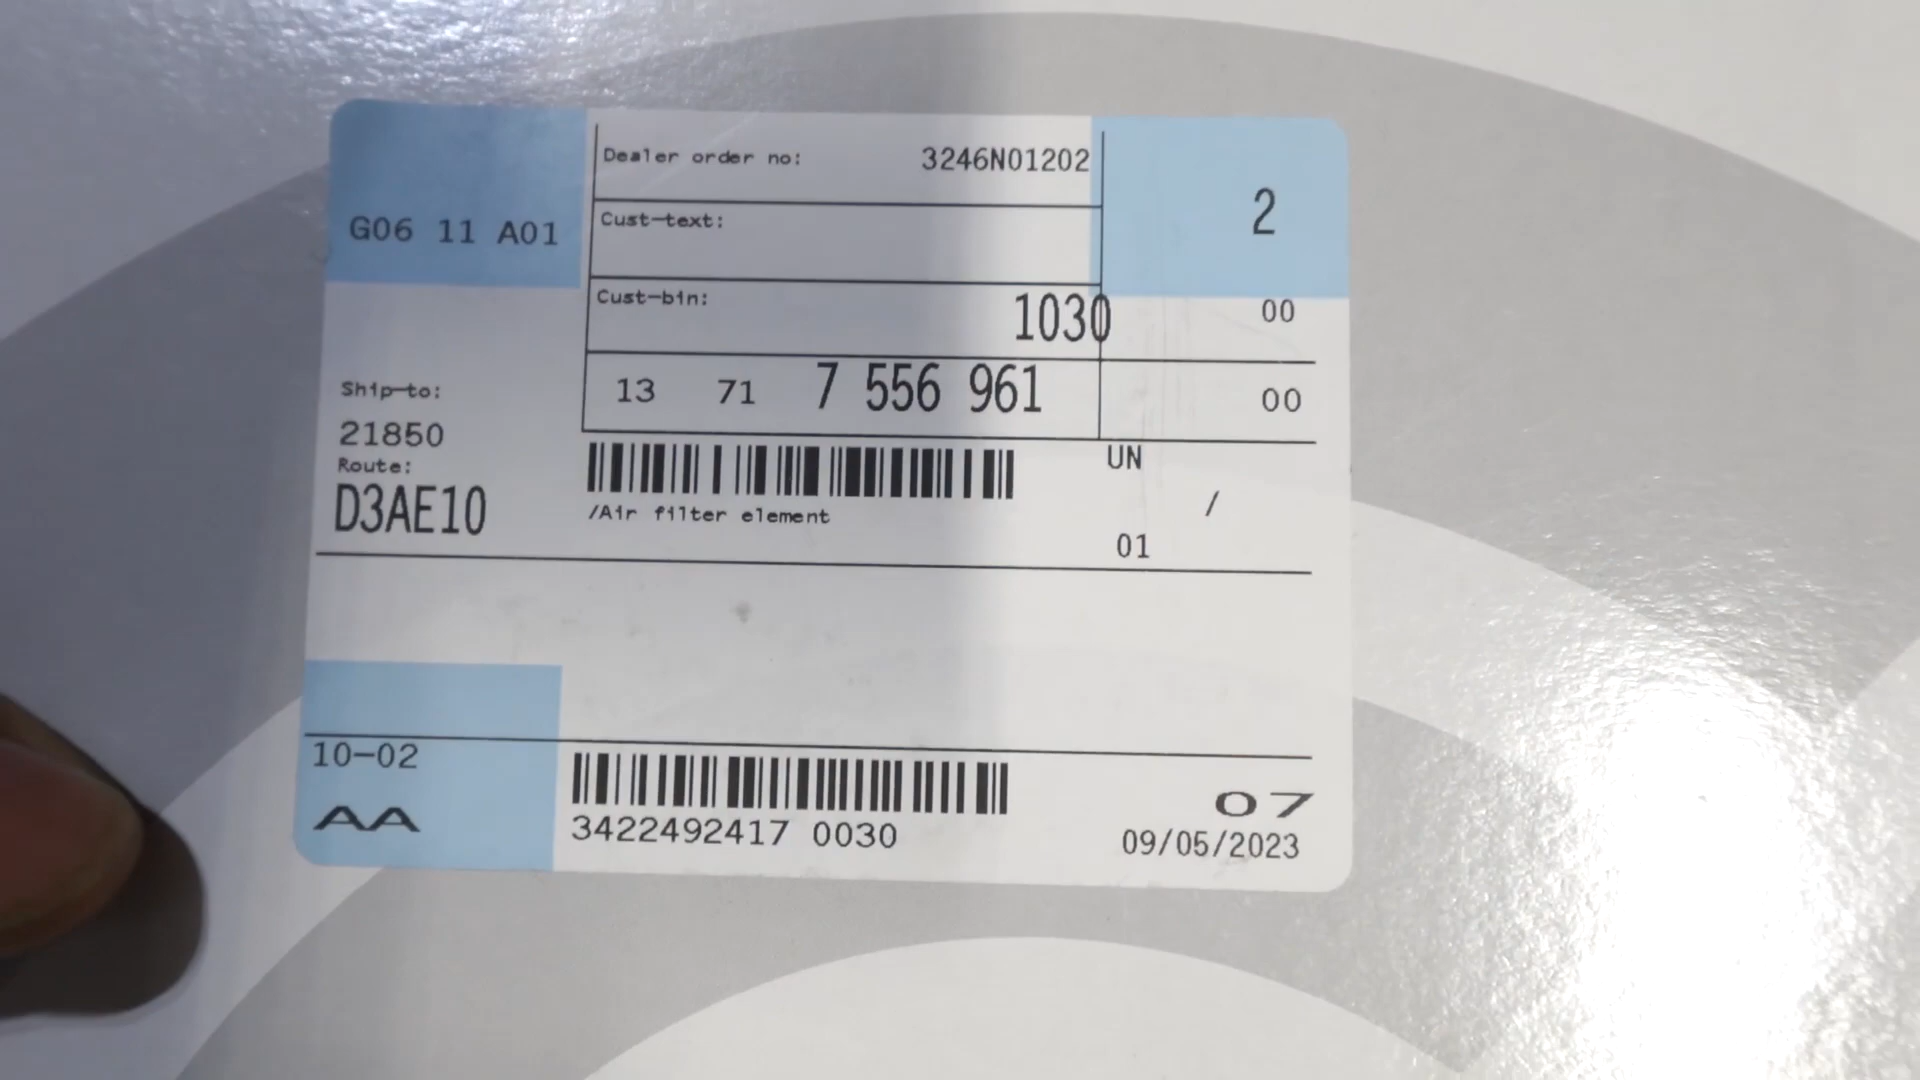 Dealer order no: 3246N01202
2
G06 11 A01
Cust-text:
Cust-bin: 1030
00
13 71 7 556 961
00
Ship-to:
21850
Route:
D3AE10
UN
/Air filter element
/
01
10-02
AA
3422492417 0030
07
09/05/2023